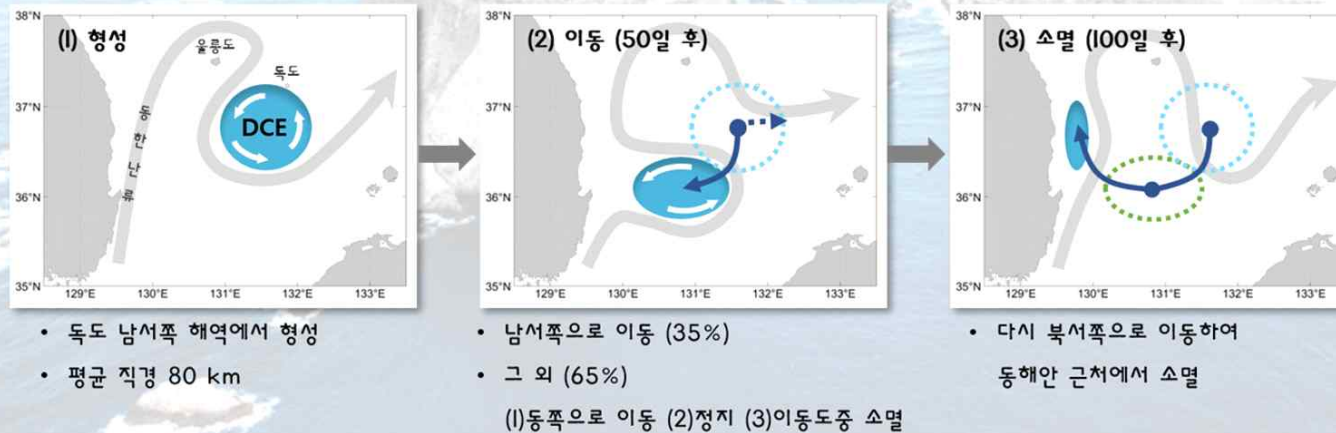 (1) 형성
울릉도
독도
동한난류
DCE
38°N
37°N
36°N
35°N
129°E
130°E
131°E
132°E
133°E
(2) 이동 (50일 후)
38°N
37°N
36°N
35°N
129°E
130°E
131°E
132°E
133°E
(3) 소멸 (100일 후)
38°N
37°N
36°N
35°N
129°E
130°E
131°E
132°E
133°E
• 독도 남서쪽 해역에서 형성
• 평균 직경 80 km
• 남서쪽으로 이동 (35%)
• 그 외 (65%)
(1)동쪽으로 이동 (2)정지 (3)이동도중 소멸
• 다시 북서쪽으로 이동하여
동해안 근처에서 소멸